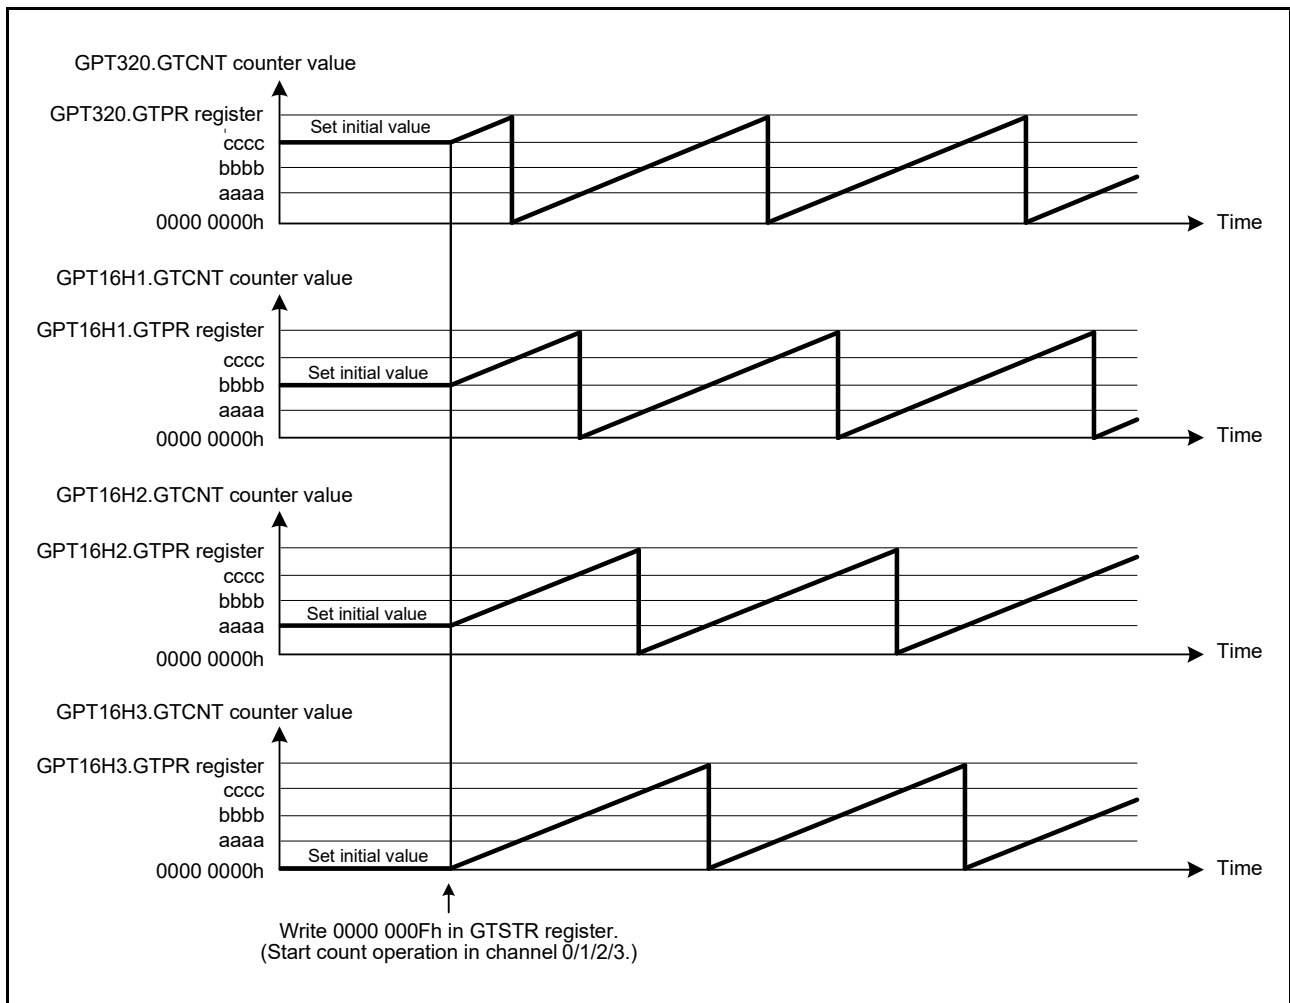 GPT320.GTCNT counter value
GPT320.GTPR register
Set initial value
cccc
bbbb
aaaa
0000 0000h
Time
GPT16H1.GTCNT counter value
GPT16H1.GTPR register
cccc
Set initial value
bbbb
aaaa
0000 0000h
Time
GPT16H2.GTCNT counter value
GPT16H2.GTPR register
cccc
bbbb
Set initial value
aaaa
0000 0000h
Time
GPT16H3.GTCNT counter value
GPT16H3.GTPR register
cccc
bbbb
aaaa
Set initial value
0000 0000h
Time
Write 0000 000Fh in GTSTR register.
(Start count operation in channel 0/1/2/3.)